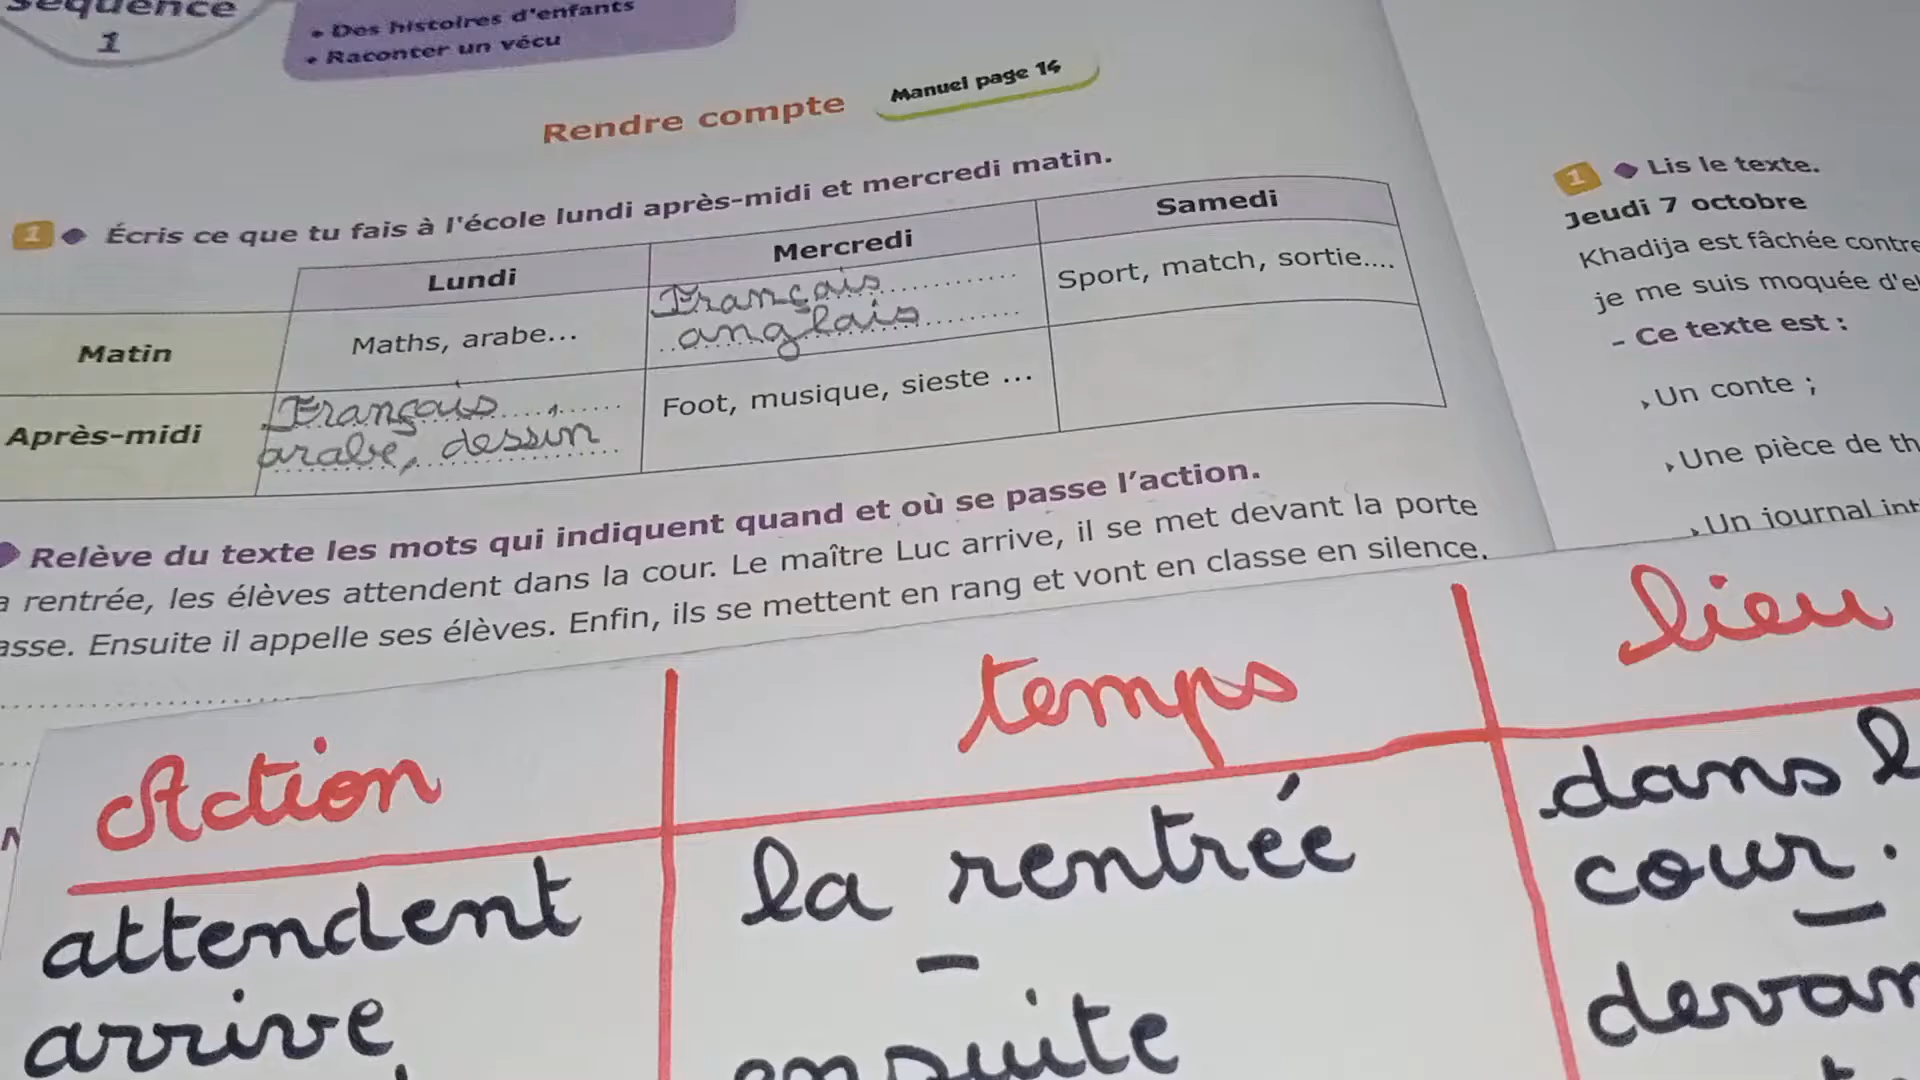 1
• Des histoires d'enfants
• Raconter un vécu
Rendre compte
Manuel page 14
1 ◆ Écris ce que tu fais à l'école lundi après-midi et mercredi matin.
Lundi
Mercredi
Samedi
Matin
Maths, arabe...
Français
anglais
Sport, match, sortie....
Après-midi
Français
arabe, dessin
Foot, musique, sieste ...
◆ Relève du texte les mots qui indiquent quand et où se passe l'action.
rentrée, les élèves attendent dans la cour. Le maître Luc arrive, il se met devant la porte
Ensuite il appelle ses élèves. Enfin, ils se mettent en rang et vont en classe en silence.
Action
temps
lieu
attendent
la rentrée
dans
cour.
arrive
ensuite
1 ◆ Lis le texte.
Jeudi 7 octobre
Khadija est fâchée contre
je me suis moquée
- Ce texte est :
Un conte ;
Une pièce de
Un journal